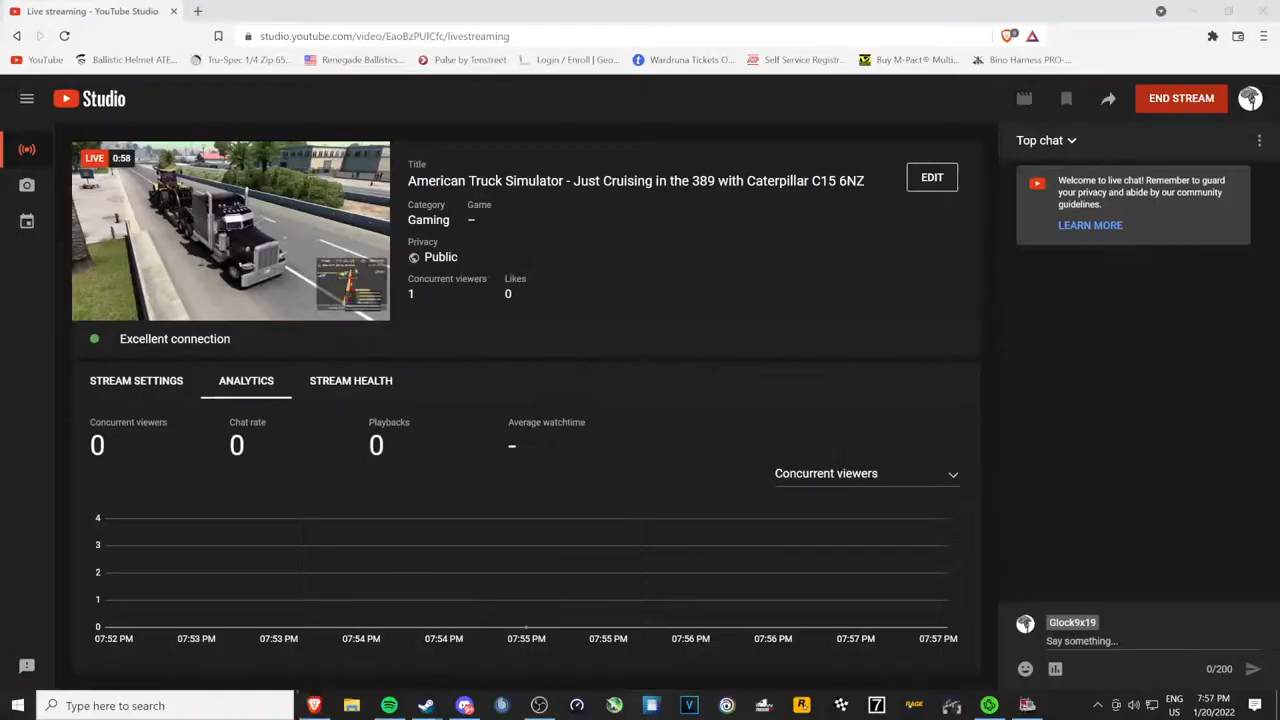 Live streaming - YouTube Studio
studio.youtube.com/video/EaoBzPUlCfc/livestreaming
YouTube
Ballistic Helmet ATE...
Tru-Spec 1/4 Zip 65...
Renegade Ballistics...
Pulse by Tenstreet
Login / Enroll | Geo...
Wardruna Tickets O...
Self Service Registr...
Buy M-Pact® Multi...
Bino Harness PRO-...
Studio
END STREAM
LIVE 0:58
Title
American Truck Simulator - Just Cruising in the 389 with Caterpillar C15 6NZ
EDIT
Category
Game
Gaming
–
Privacy
Public
Concurrent viewers
Likes
1
0
Excellent connection
STREAM SETTINGS
ANALYTICS
STREAM HEALTH
Concurrent viewers
Chat rate
Playbacks
Average watchtime
0
0
0
-
Concurrent viewers
4
3
2
1
0
07:52 PM
07:53 PM
07:53 PM
07:54 PM
07:54 PM
07:55 PM
07:55 PM
07:56 PM
07:56 PM
07:57 PM
07:57 PM
Top chat
Welcome to live chat! Remember to guard
your privacy and abide by our community
guidelines.
LEARN MORE
Glock9x19
Say something...
0/200
Type here to search
V
7
RAGE
ENG
US
7:57 PM
1/20/2022